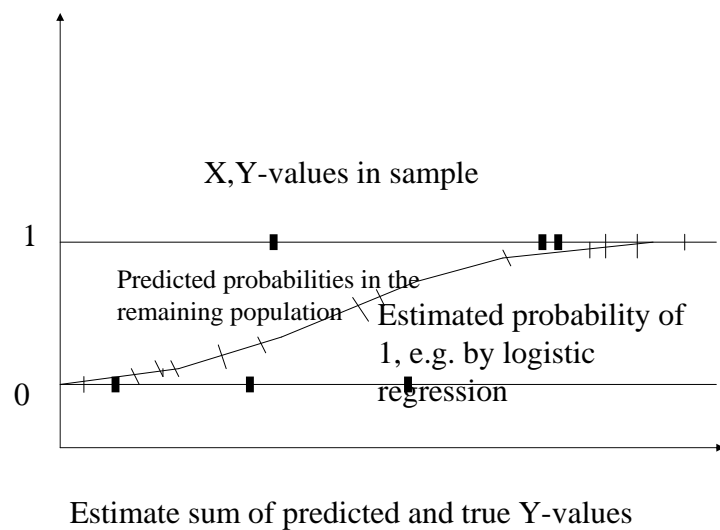 X,Y-values in sample
1
Predicted probabilities in the
remaining population
Estimated probability of
1, e.g. by logistic
regression
0
Estimate sum of predicted and true Y-values